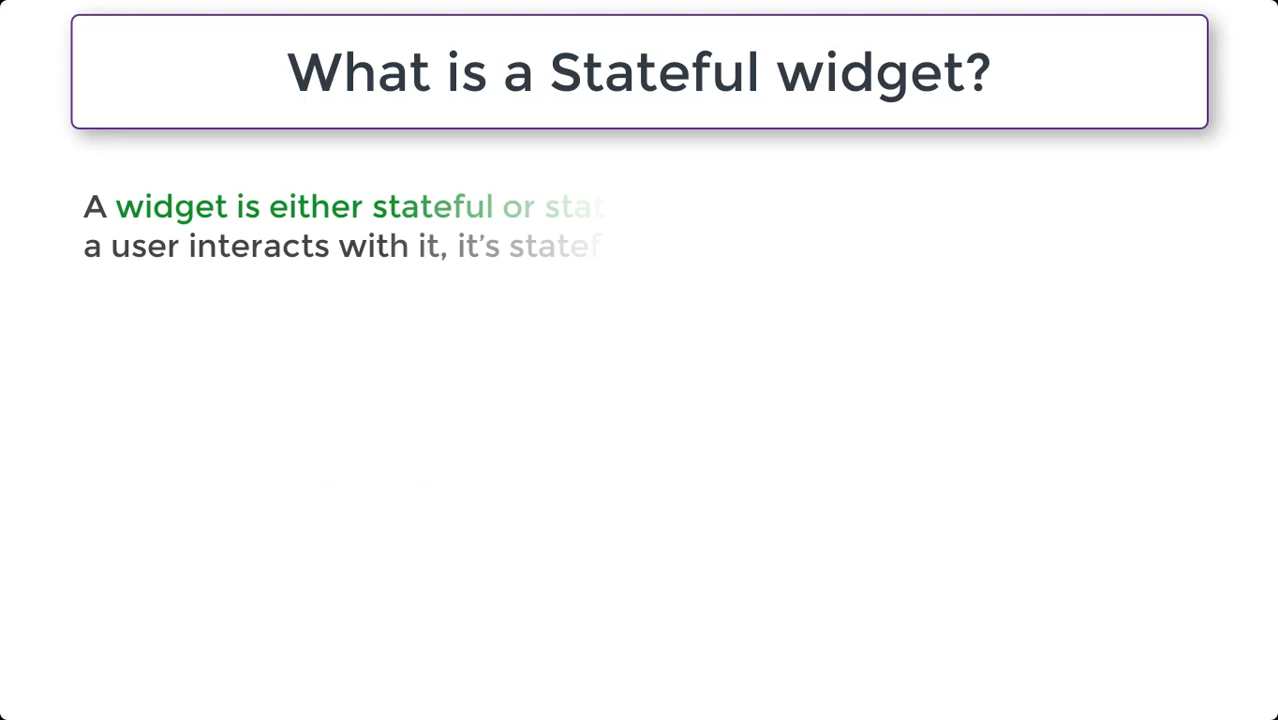 What is a Stateful widget?
A widget is either stateful or
a user interacts with it, it’s